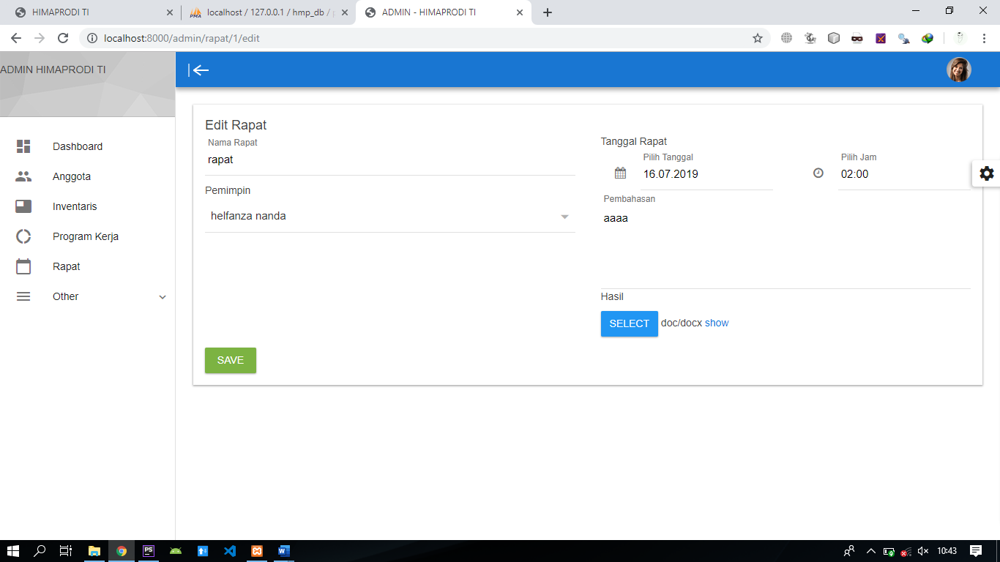 HIMAPRODI TI
PMA localhost / 127.0.0.1 / hmp_db /
ADMIN - HIMAPRODI TI
localhost:8000/admin/rapat/1/edit
ADMIN HIMAPRODI TI
Dashboard
Anggota
Inventaris
Program Kerja
Rapat
Other
Edit Rapat
Nama Rapat
rapat
Pemimpin
helfanza nanda
Tanggal Rapat
Pilih Tanggal
16.07.2019
Pilih Jam
02:00
Pembahasan
aaaa
Hasil
SELECT doc/docx show
SAVE
PS
W
10:43